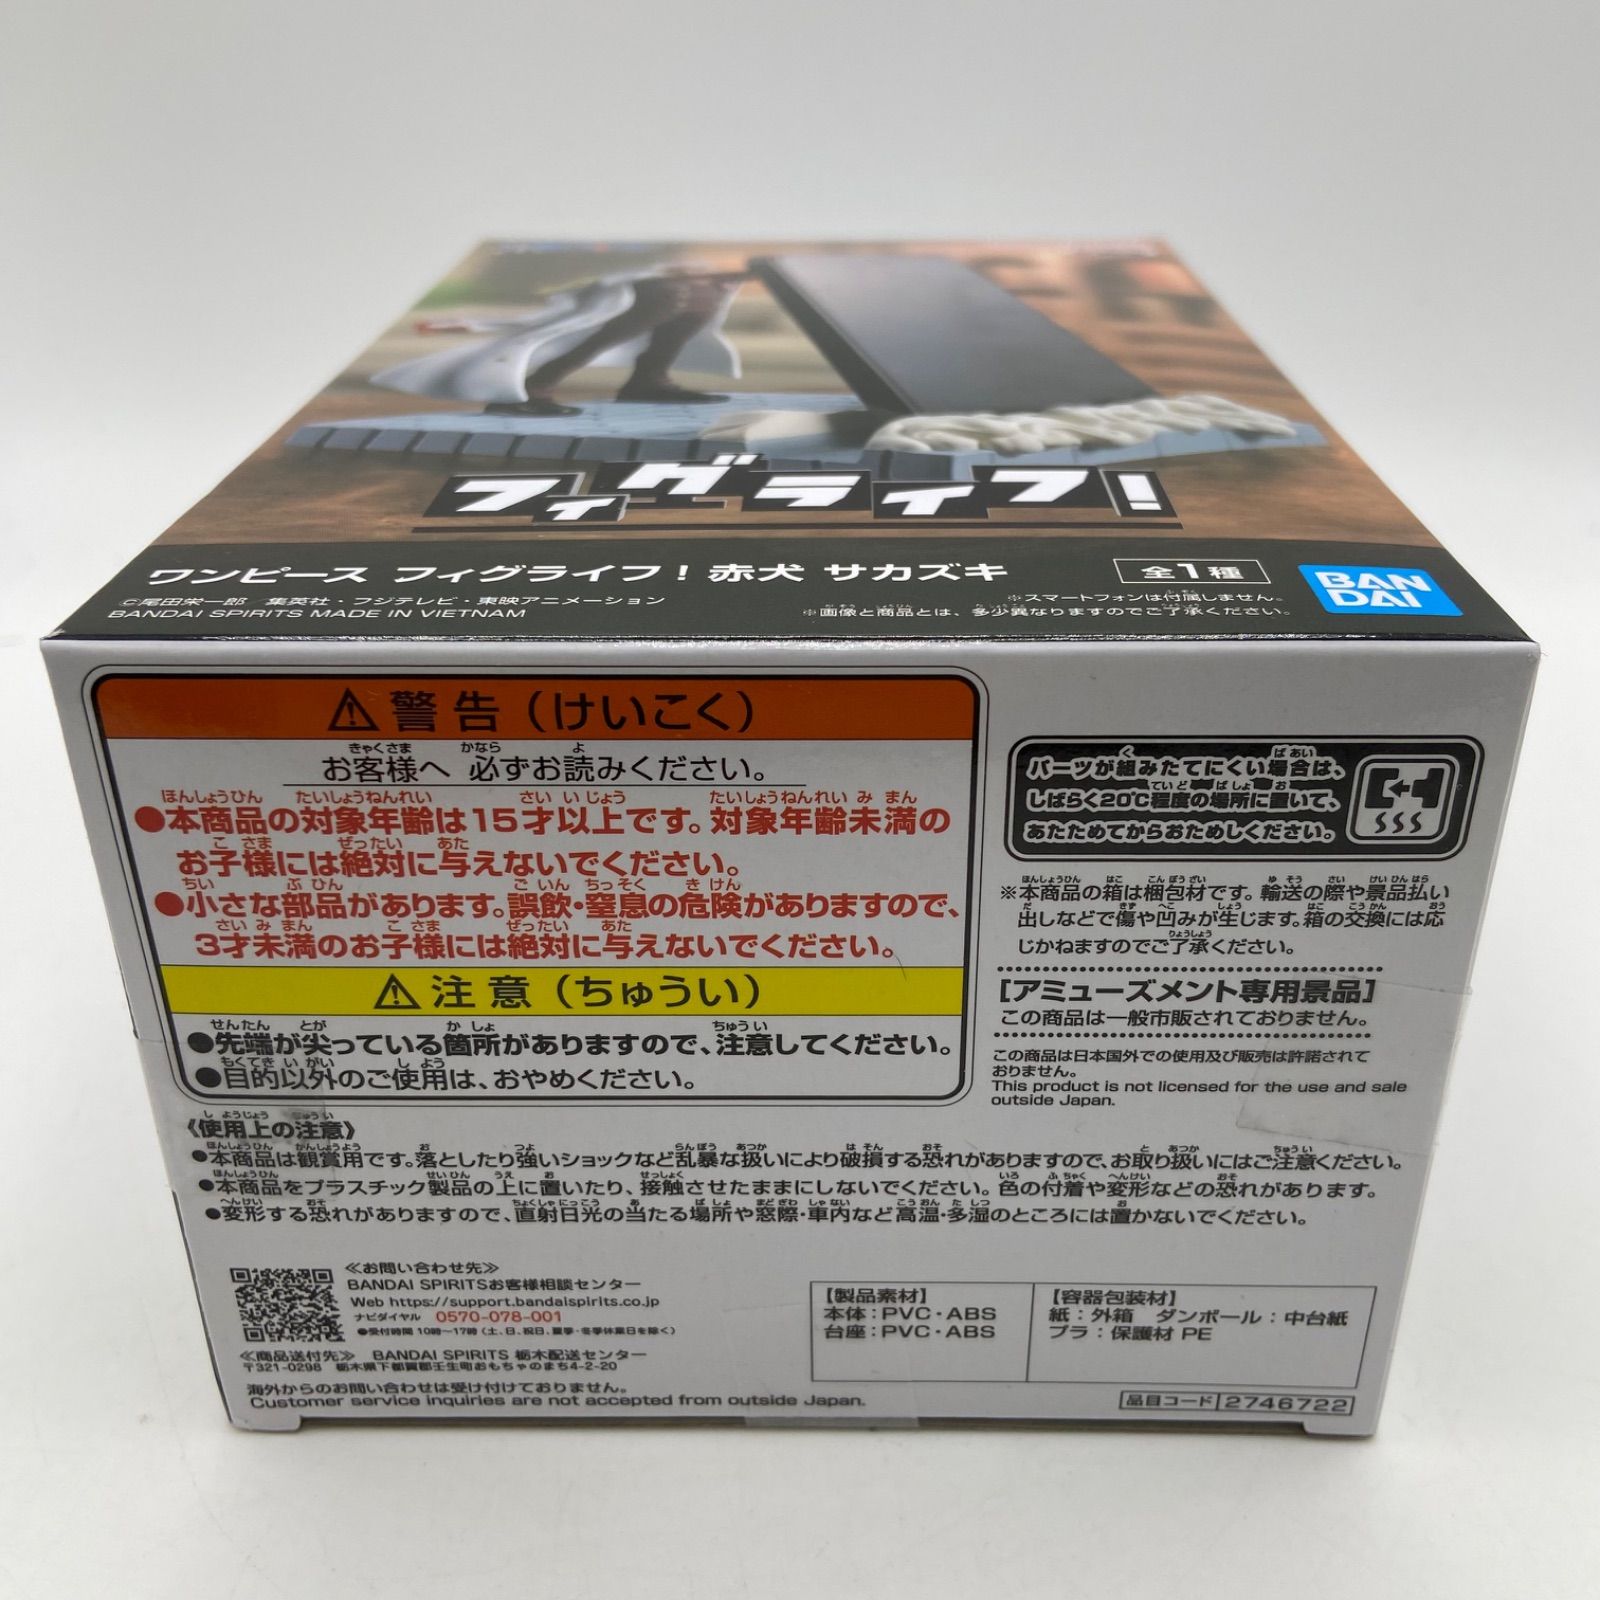 フィグライフ!
ワンピース フィグライフ! 赤犬 サカズキ
全1種
BANDAI
©尾田栄一郎/集英社・フジテレビ・東映アニメーション
BANDAI SPIRITS MADE IN VIETNAM
※スマートフォンは付属しません。
※画像と商品とは、多少異なりますのでご了承ください。
⚠警告(けいこく)
お客様へ 必ずお読みください。
●本商品の対象年齢は15才以上です。対象年齢未満の
お子様には絶対に与えないでください。
●小さな部品があります。誤飲・窒息の危険がありますので、
3才未満のお子様には絶対に与えないでください。
⚠注意(ちゅうい)
●先端が尖っている箇所がありますので、注意してください。
●目的以外のご使用は、おやめください。
パーツが組みたてにくい場合は、
しばらく20℃程度の場所に置いて、
あたためてからおためしください。
※本商品の箱は梱包材です。輸送の際や景品払い
出しなどで傷や凹みが生じます。箱の交換には応
じかねますのでご了承ください。
[アミューズメント専用景品]
この商品は一般市販されておりません。
この商品は日本国外での使用及び販売は許諾されて
おりません。
This product is not licensed for the use and sale
outside Japan.
《使用上の注意》
●本商品は観賞用です。落としたり強いショックなど乱暴な扱いにより破損する恐れがありますので、お取り扱いにはご注意ください。
●本商品をプラスチック製品の上に置いたり、接触させたままにしないでください。色の付着や変形などの恐れがあります。
●変形する恐れがありますので、直射日光の当たる場所や窓際・車内など高温・多湿のところには置かないでください。
≪お問い合わせ先≫
BANDAI SPIRITSお客様相談センター
Web https://support.bandaispirits.co.jp
ナビダイヤル 0570-078-001
●受付時間 10時〜17時(土、日、祝日、夏季・冬季休業日を除く)
≪商品送付先≫ BANDAI SPIRITS 栃木配送センター
〒321-0298 栃木県下都賀郡壬生町おもちゃのまち4-2-20
海外からのお問い合わせは受け付けておりません。
Customer service inquiries are not accepted from outside Japan.
【製品素材】
本体:PVC・ABS
台座:PVC・ABS
【容器包装材】
紙:外箱 ダンボール:中台紙
プラ:保護材 PE
品目コード 2746722